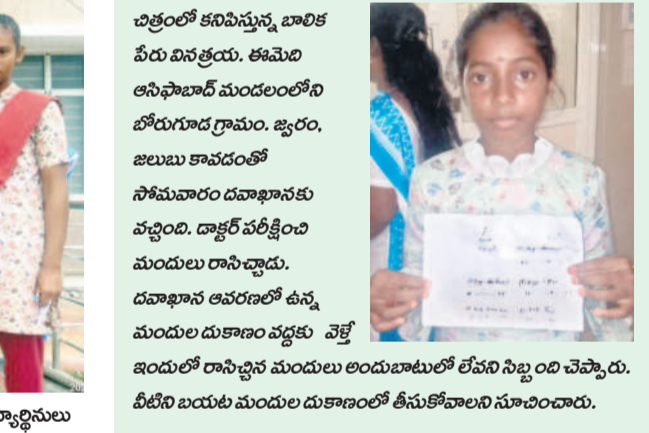 చిత్రంలో కనిపిస్తున్న బాలిక
పేరు వినత్రయ. ఈమెది
ఆసిఫాబాద్ మండలంలోని
బోరుగూడ గ్రామం. జ్వరం,
జలుబు కావడంతో
సోమవారం దవాఖానకు
వచ్చింది. డాక్టర్ పరీక్షించి
మందులు రాసిచ్చాడు.
దవాఖాన ఆవరణలో ఉన్న
మందుల దుకాణం వద్దకు వెళ్తే
ఇందులో రాసిచ్చిన మందులు అందుబాటులో లేవని సిబ్బంది చెప్పారు.
వీటిని బయట మందుల దుకాణంలో తీసుకోవాలని సూచించారు.